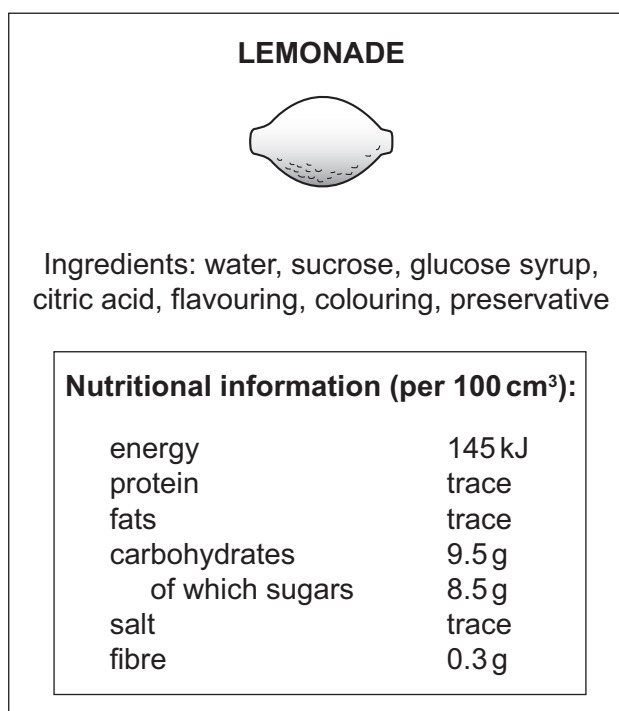 LEMONADE
Ingredients: water, sucrose, glucose syrup,
citric acid, flavouring, colouring, preservative
Nutritional information (per 100 cm³):
energy 145 kJ
protein trace
fats trace
carbohydrates 9.5 g
of which sugars 8.5 g
salt trace
fibre 0.3 g